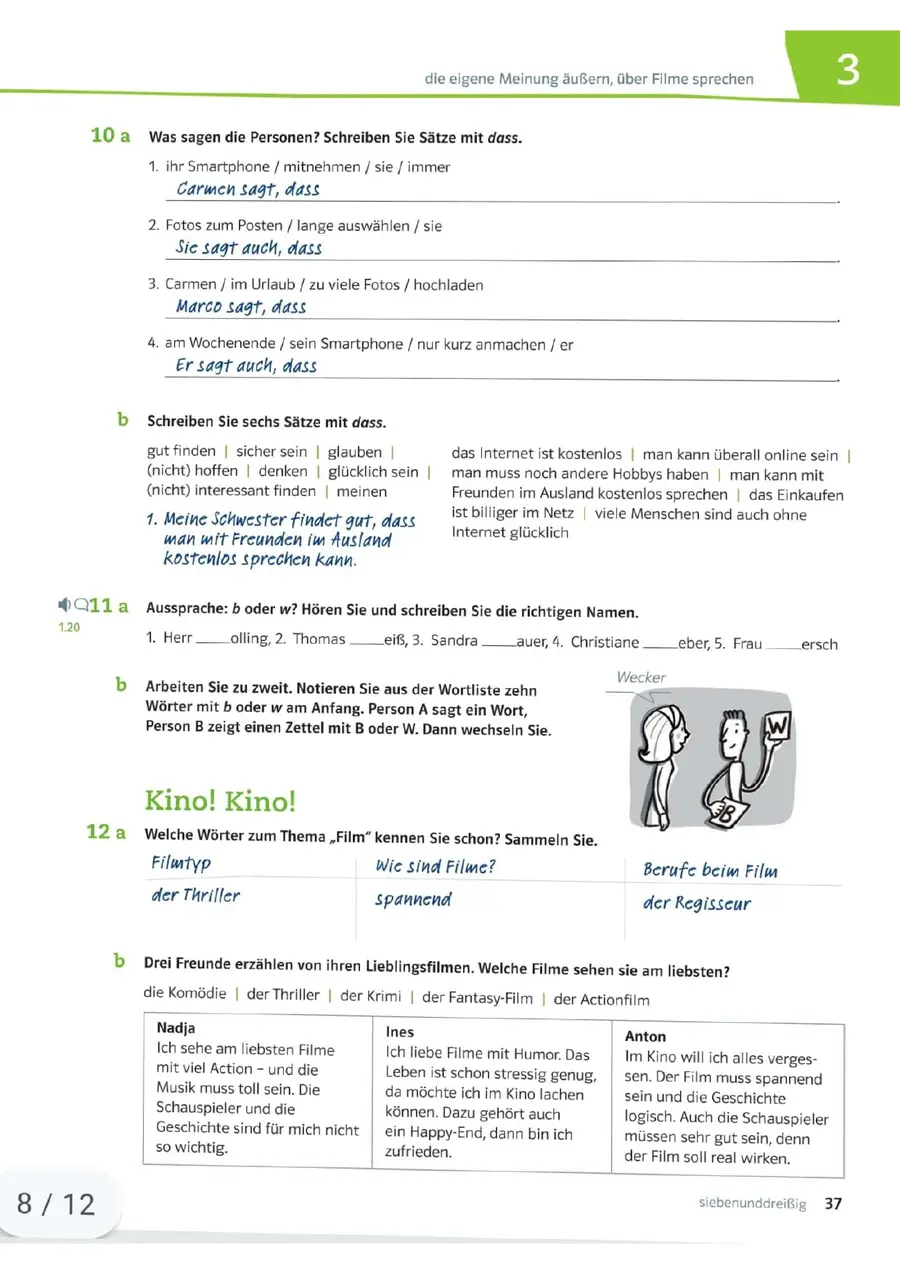 die eigene Meinung äußern, über Filme sprechen
3
10 a Was sagen die Personen? Schreiben Sie Sätze mit dass.
1. ihr Smartphone / mitnehmen / sie / immer
Carmen sagt, dass .
2. Fotos zum Posten / lange auswählen / sie
Sie sagt auch, dass .
3. Carmen / im Urlaub / zu viele Fotos / hochladen
Marco sagt, dass .
4. am Wochenende / sein Smartphone / nur kurz anmachen / er
Er sagt auch, dass .
b Schreiben Sie sechs Sätze mit dass.
gut finden | sicher sein | glauben |
(nicht) hoffen | denken | glücklich sein |
(nicht) interessant finden | meinen
1. Meine Schwester findet gut, dass
man mit Freunden im Ausland
kostenlos sprechen kann.
das Internet ist kostenlos | man kann überall online sein |
man muss noch andere Hobbys haben | man kann mit
Freunden im Ausland kostenlos sprechen | das Einkaufen
ist billiger im Netz | viele Menschen sind auch ohne
Internet glücklich
11 a Aussprache: b oder w? Hören Sie und schreiben Sie die richtigen Namen.
1.20
1. Herr ____olling, 2. Thomas ____eiß, 3. Sandra ____auer, 4. Christiane ____eber, 5. Frau ____ersch
b Arbeiten Sie zu zweit. Notieren Sie aus der Wortliste zehn
Wörter mit b oder w am Anfang. Person A sagt ein Wort,
Person B zeigt einen Zettel mit B oder W. Dann wechseln Sie.
Wecker
W
B
Kino! Kino!
12 a Welche Wörter zum Thema „Film" kennen Sie schon? Sammeln Sie.
Filmtyp Wie sind Filme? Berufe beim Film
der Thriller spannend der Regisseur
b Drei Freunde erzählen von ihren Lieblingsfilmen. Welche Filme sehen sie am liebsten?
die Komödie | der Thriller | der Krimi | der Fantasy-Film | der Actionfilm
Nadja
Ich sehe am liebsten Filme
mit viel Action – und die
Musik muss toll sein. Die
Schauspieler und die
Geschichte sind für mich nicht
so wichtig.
Ines
Ich liebe Filme mit Humor. Das
Leben ist schon stressig genug,
da möchte ich im Kino lachen
können. Dazu gehört auch
ein Happy-End, dann bin ich
zufrieden.
Anton
Im Kino will ich alles verges-
sen. Der Film muss spannend
sein und die Geschichte
logisch. Auch die Schauspieler
müssen sehr gut sein, denn
der Film soll real wirken.
8 / 12
siebenunddreißig 37